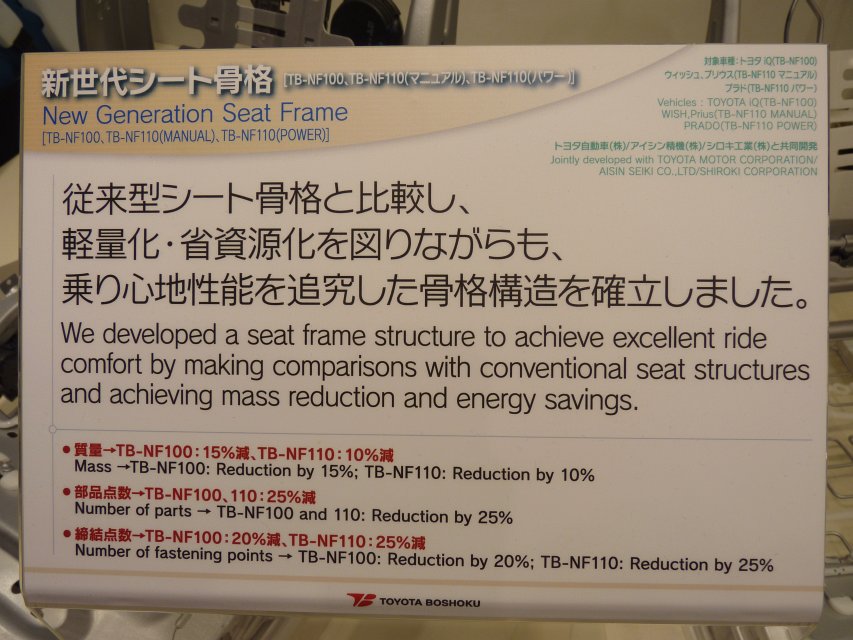 新世代シート骨格 [TB-NF100、TB-NF110(マニュアル)、TB-NF110(パワー)]
New Generation Seat Frame
[TB-NF100、TB-NF110(MANUAL)、TB-NF110(POWER)]
対象車種：トヨタ iQ(TB-NF100)
ウィッシュ、プリウス(TB-NF110 マニュアル)
プラド(TB-NF110 パワー)
Vehicles : TOYOTA iQ(TB-NF100)
WISH,Prius(TB-NF110 MANUAL)
PRADO(TB-NF110 POWER)
トヨタ自動車(株)/アイシン精機(株)/シロキ工業(株)と共同開発
Jointly developed with TOYOTA MOTOR CORPORATION/
AISIN SEIKI CO.,LTD/SHIROKI CORPORATION
従来型シート骨格と比較し、
軽量化・省資源化を図りながらも、
乗り心地性能を追究した骨格構造を確立しました。
We developed a seat frame structure to achieve excellent ride
comfort by making comparisons with conventional seat structures
and achieving mass reduction and energy savings.
●質量→TB-NF100：15%減、TB-NF110：10%減
Mass →TB-NF100: Reduction by 15%; TB-NF110: Reduction by 10%
●部品点数→TB-NF100、110：25%減
Number of parts → TB-NF100 and 110: Reduction by 25%
●締結点数→TB-NF100：20%減、TB-NF110：25%減
Number of fastening points → TB-NF100: Reduction by 20%; TB-NF110: Reduction by 25%
TOYOTA BOSHOKU